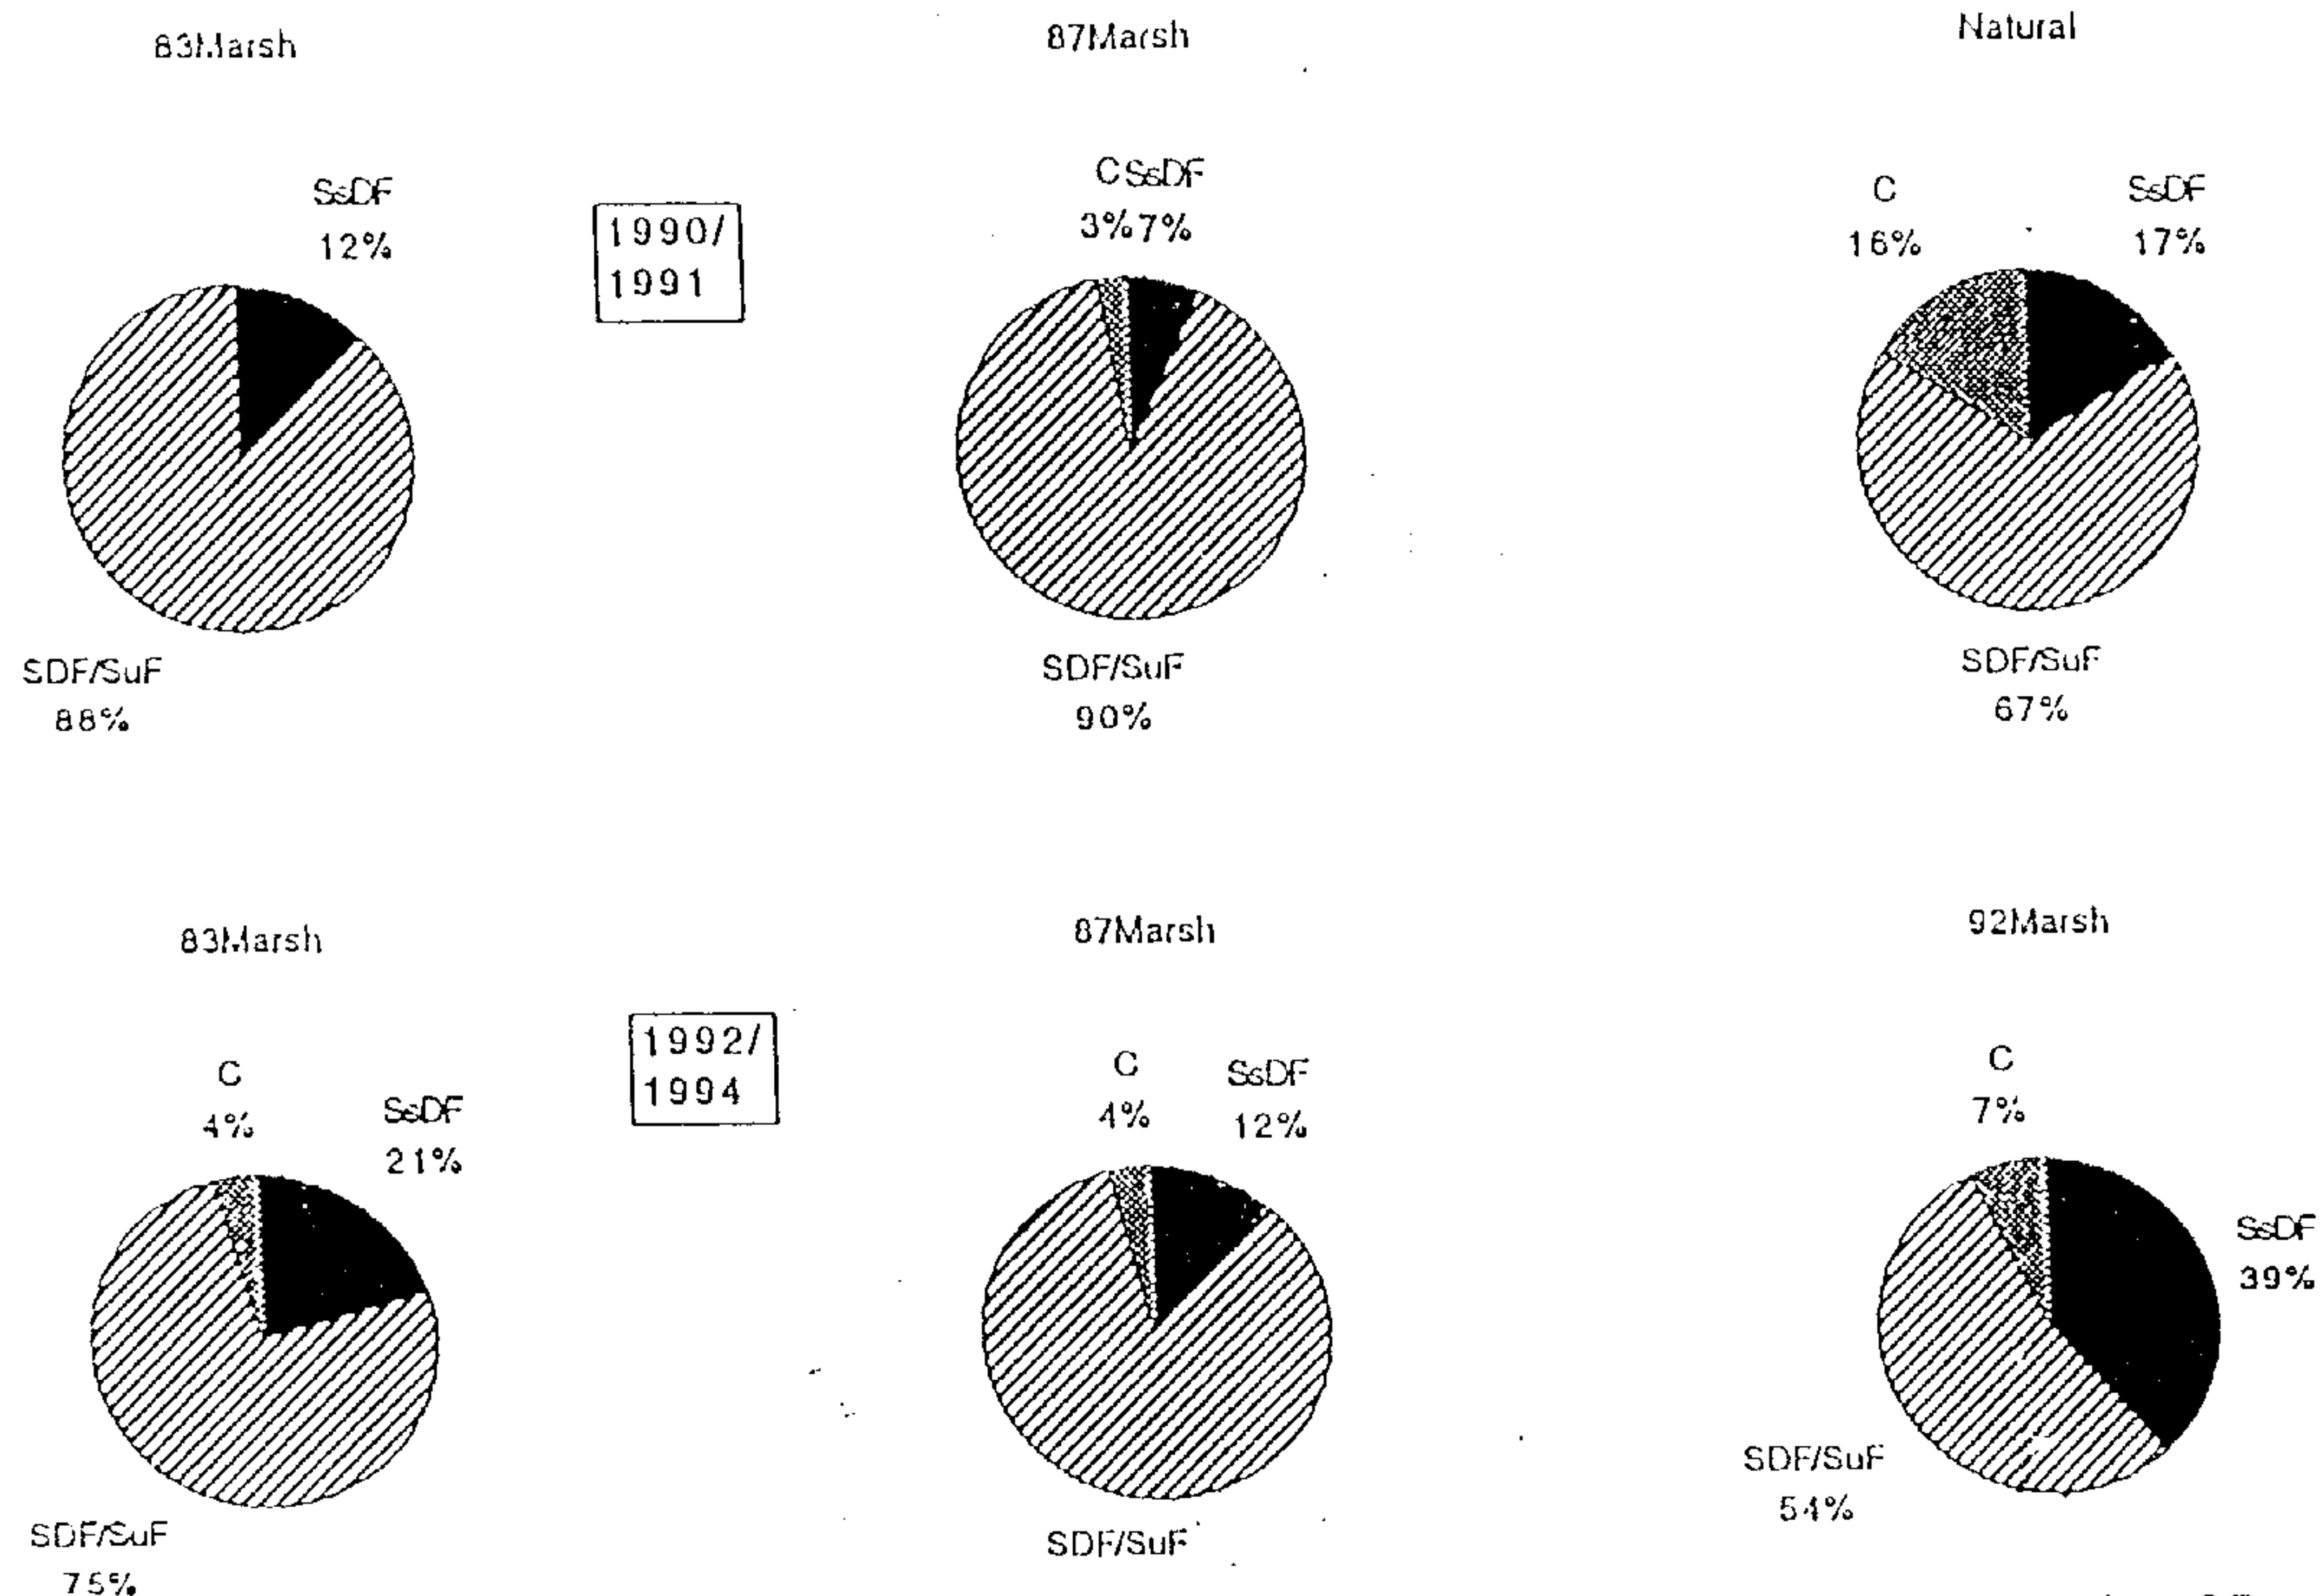 83Marsh
87Marsh
Natural
SsDF
12%
1990/
1991
C SsDF
3% 7%
C
16%
SsDF
17%
SDF/SuF
88%
SDF/SuF
90%
SDF/SuF
67%
83Marsh
87Marsh
92Marsh
C
4%
SsDF
21%
1992/
1994
C
4%
SsDF
12%
C
7%
SsDF
39%
SDF/SuF
75%
SDF/SuF
SDF/SuF
54%